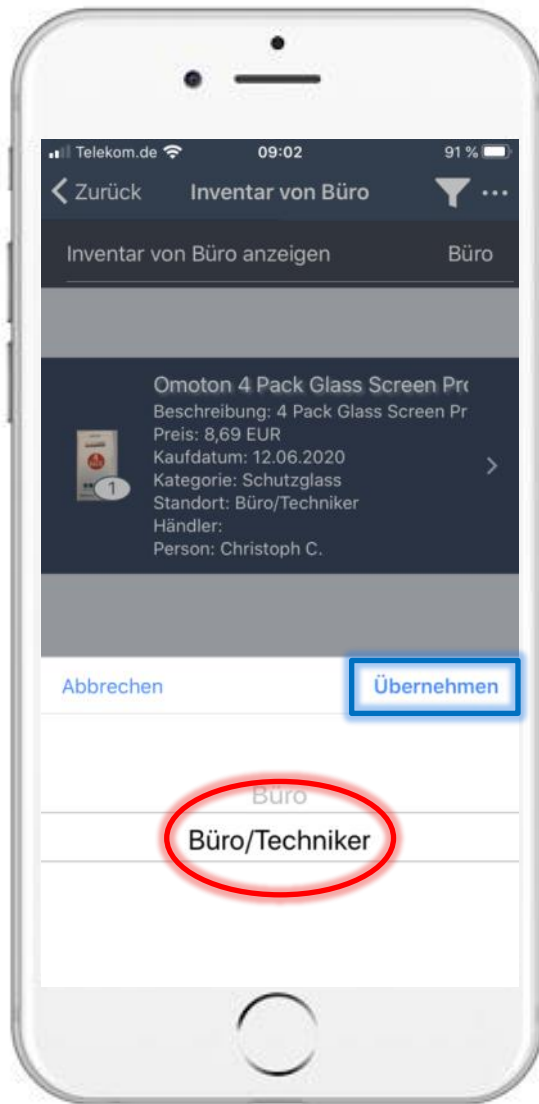 Telekom.de 09:02 91 %
Zurück Inventar von Büro ...
Inventar von Büro anzeigen Büro
Omoton 4 Pack Glass Screen Pro
Beschreibung: 4 Pack Glass Screen Pr
Preis: 8,69 EUR
Kaufdatum: 12.06.2020
Kategorie: Schutzglass
1
Standort: Büro/Techniker
Händler:
Person: Christoph C.
Abbrechen Übernehmen
Büro
Büro/Techniker